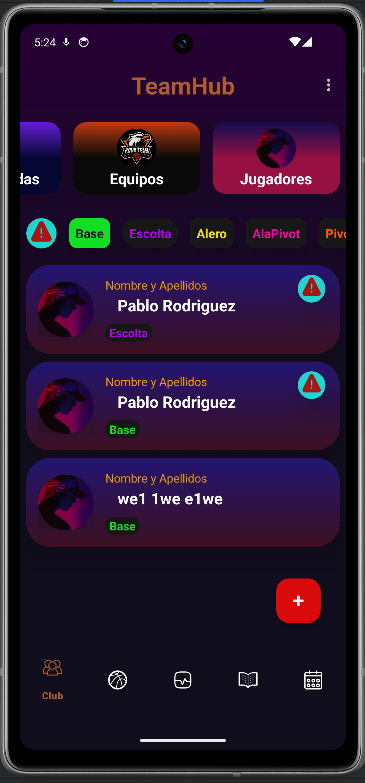 5:24
TeamHub
das
Equipos
Jugadores
Base
Escolta
Alero
AlaPivot
Pivo
Nombre y Apellidos
Pablo Rodriguez
Escolta
Nombre y Apellidos
Pablo Rodriguez
Base
Nombre y Apellidos
we1 1we e1we
Base
+
Club